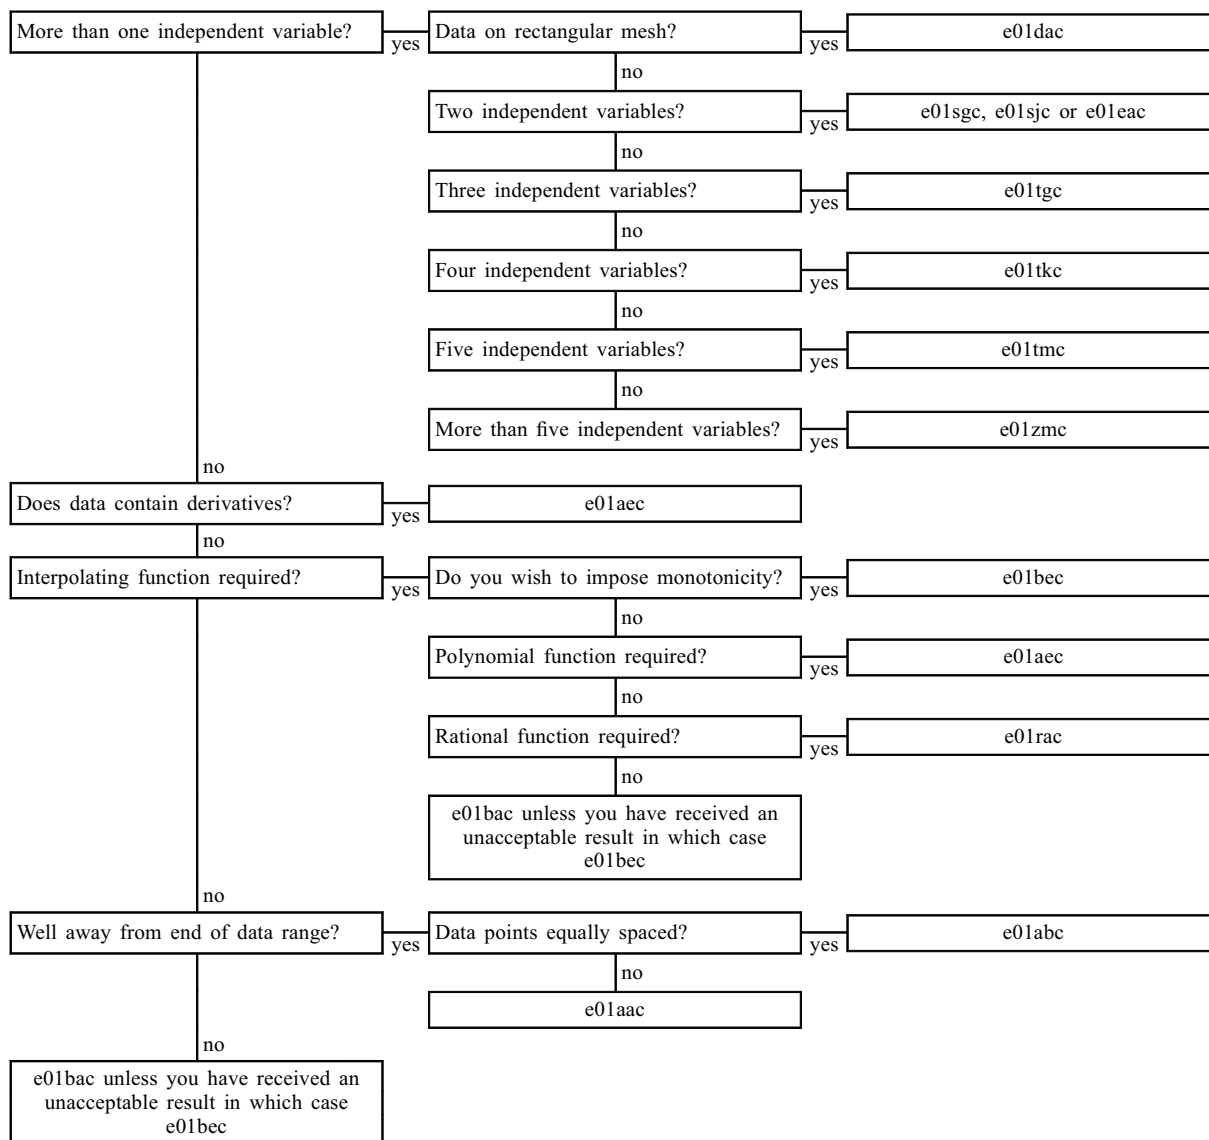 More than one independent variable?
yes
Data on rectangular mesh?
yes
e01dac
no
Two independent variables?
yes
e01sgc, e01sjc or e01eac
no
Three independent variables?
yes
e01tgc
no
Four independent variables?
yes
e01tkc
no
Five independent variables?
yes
e01tmc
no
More than five independent variables?
yes
e01zmc
no
Does data contain derivatives?
yes
e01aec
no
Interpolating function required?
yes
Do you wish to impose monotonicity?
yes
e01bec
no
Polynomial function required?
yes
e01aec
no
Rational function required?
yes
e01rac
no
e01bac unless you have received an
unacceptable result in which case
e01bec
no
Well away from end of data range?
yes
Data points equally spaced?
yes
e01abc
no
e01aac
no
e01bac unless you have received an
unacceptable result in which case
e01bec